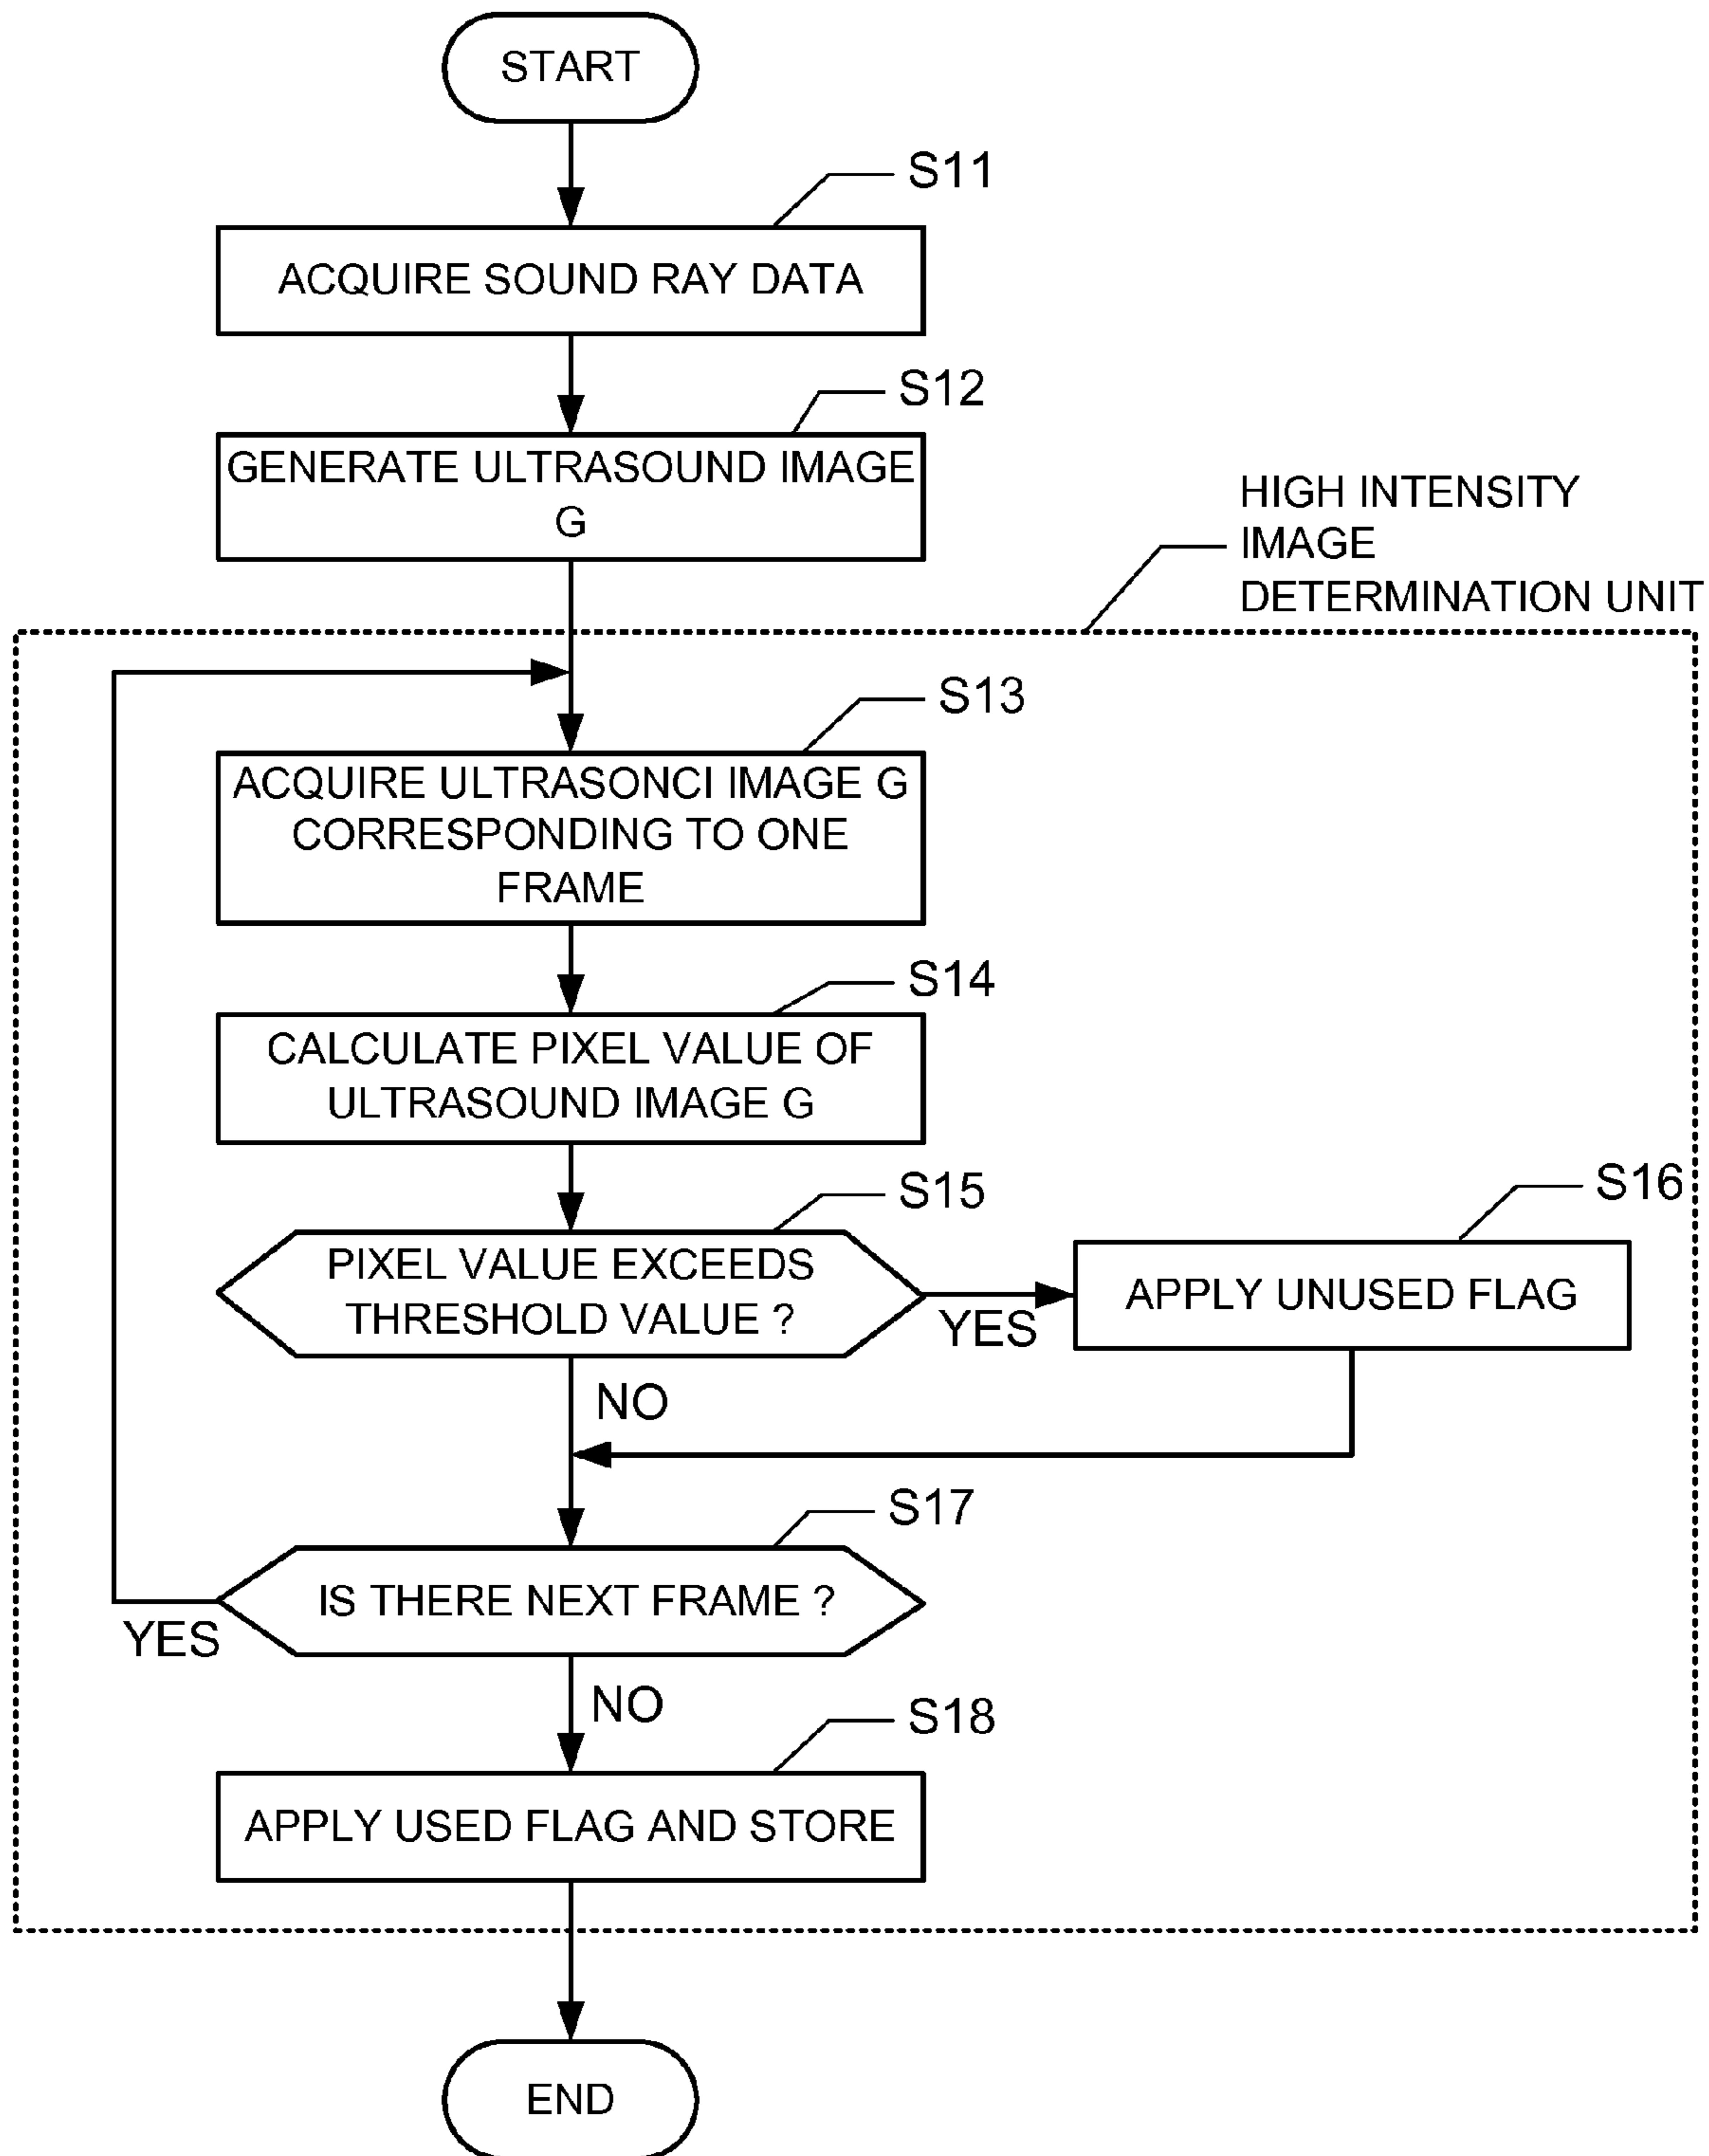 START
S11
ACQUIRE SOUND RAY DATA
S12
GENERATE ULTRASOUND IMAGE
G
HIGH INTENSITY
IMAGE
DETERMINATION UNIT
S13
ACQUIRE ULTRASONCI IMAGE G
CORRESPONDING TO ONE
FRAME
S14
CALCULATE PIXEL VALUE OF
ULTRASOUND IMAGE G
S15
PIXEL VALUE EXCEEDS
THRESHOLD VALUE ?
YES
S16
APPLY UNUSED FLAG
NO
S17
IS THERE NEXT FRAME ?
YES
NO
S18
APPLY USED FLAG AND STORE
END